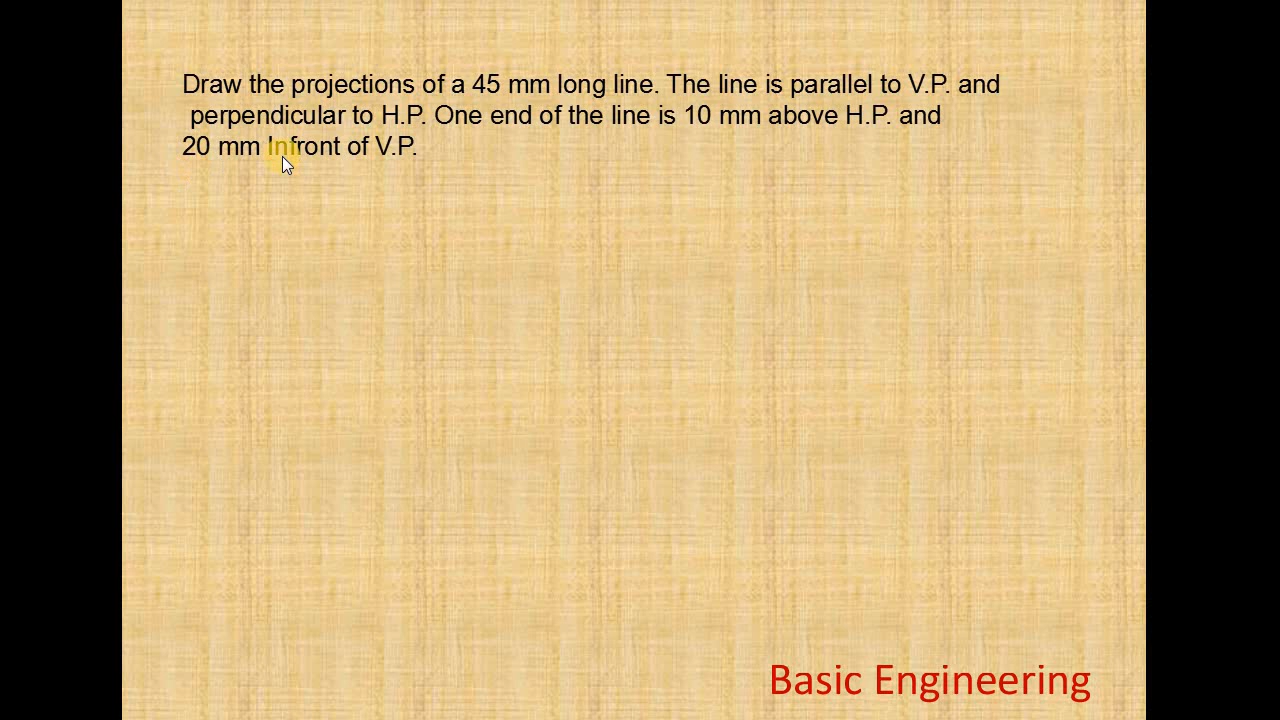 Draw the projections of a 45 mm long line. The line is parallel to V.P. and
perpendicular to H.P. One end of the line is 10 mm above H.P. and
20 mm Infront of V.P.
Basic Engineering